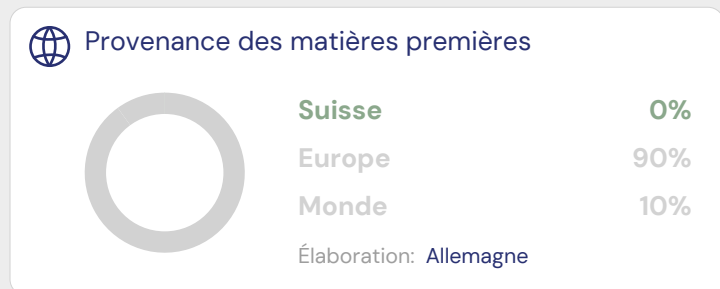 Provenance des matières premières
Suisse 0%
Europe 90%
Monde 10%
Élaboration: Allemagne